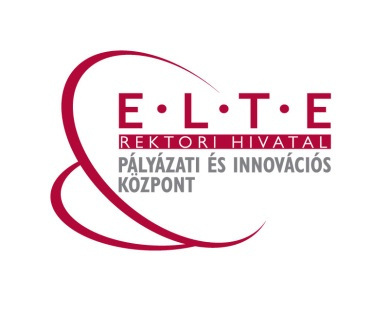 E·L·T·E
REKTORI HIVATAL
PÁLYÁZATI ÉS INNOVÁCIÓS
KÖZPONT